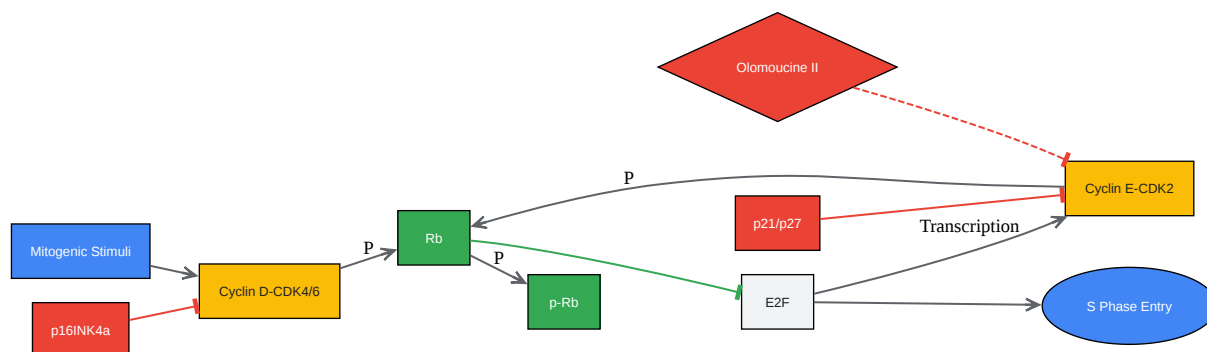 Olomoucine II
P
Cyclin E-CDK2
p21/p27
Transcription
Rb
Mitogenic Stimuli
P
P
Cyclin D-CDK4/6
p-Rb
E2F
S Phase Entry
p16INK4a